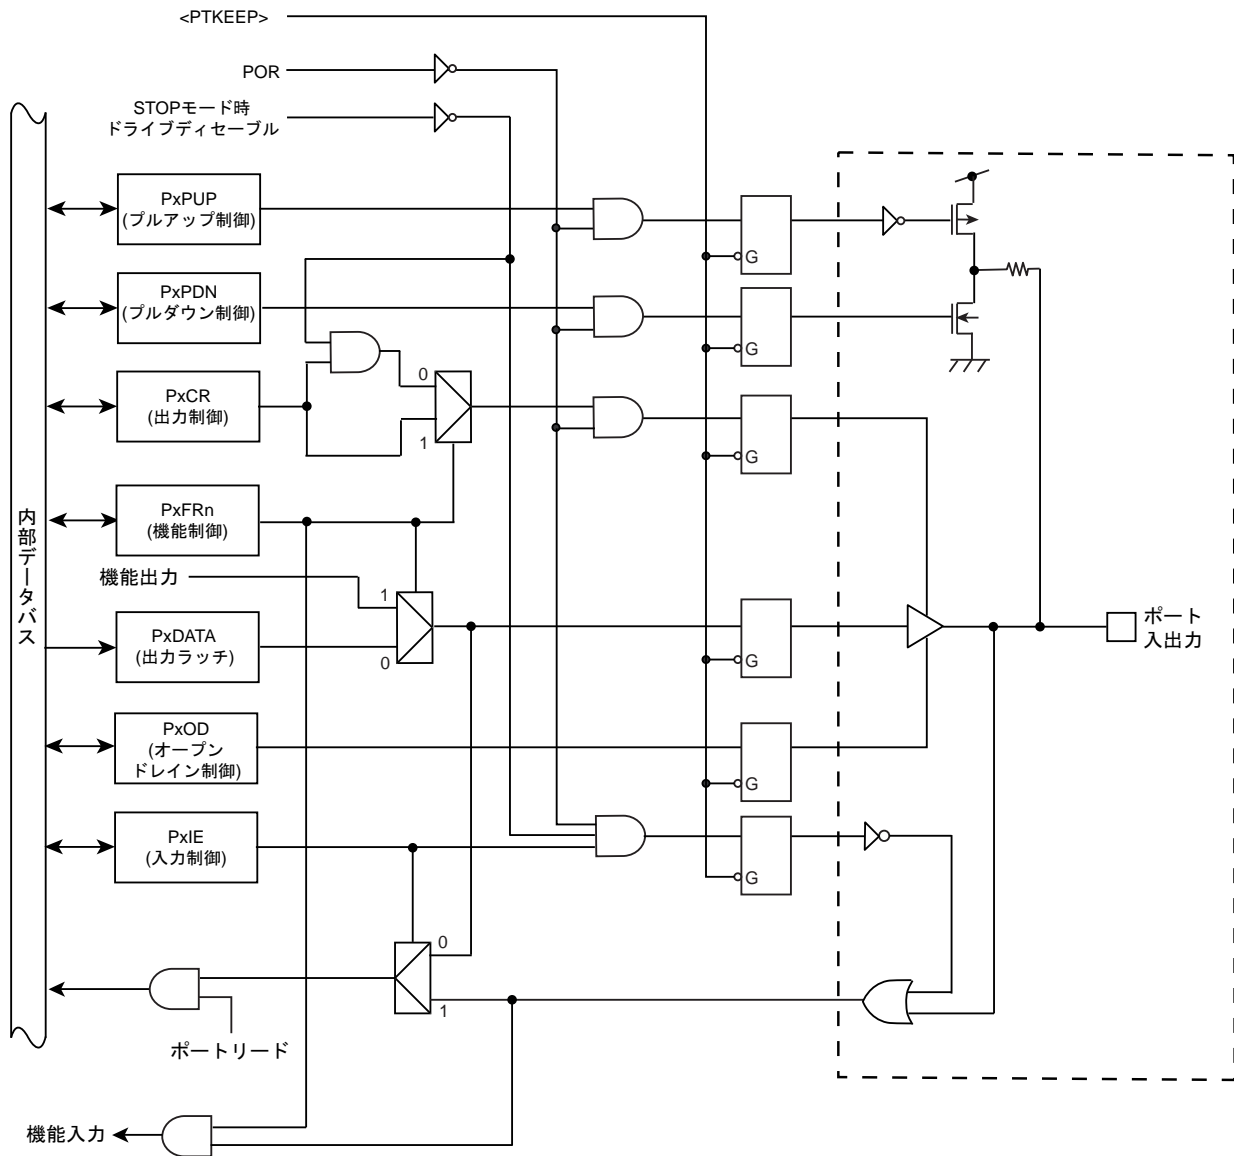 <PTKEEP>
POR
STOPモード時
ドライブディセーブル
PxPUP
(プルアップ制御)
G
PxPDN
(プルダウン制御)
G
0
PxCR
(出力制御)
1
G
内部データバス
PxFRn
(機能制御)
機能出力
1
PxDATA
(出力ラッチ)
0
G
ポート
入出力
PxOD
(オープン
ドレイン制御)
G
PxIE
(入力制御)
G
0
1
ポートリード
機能入力